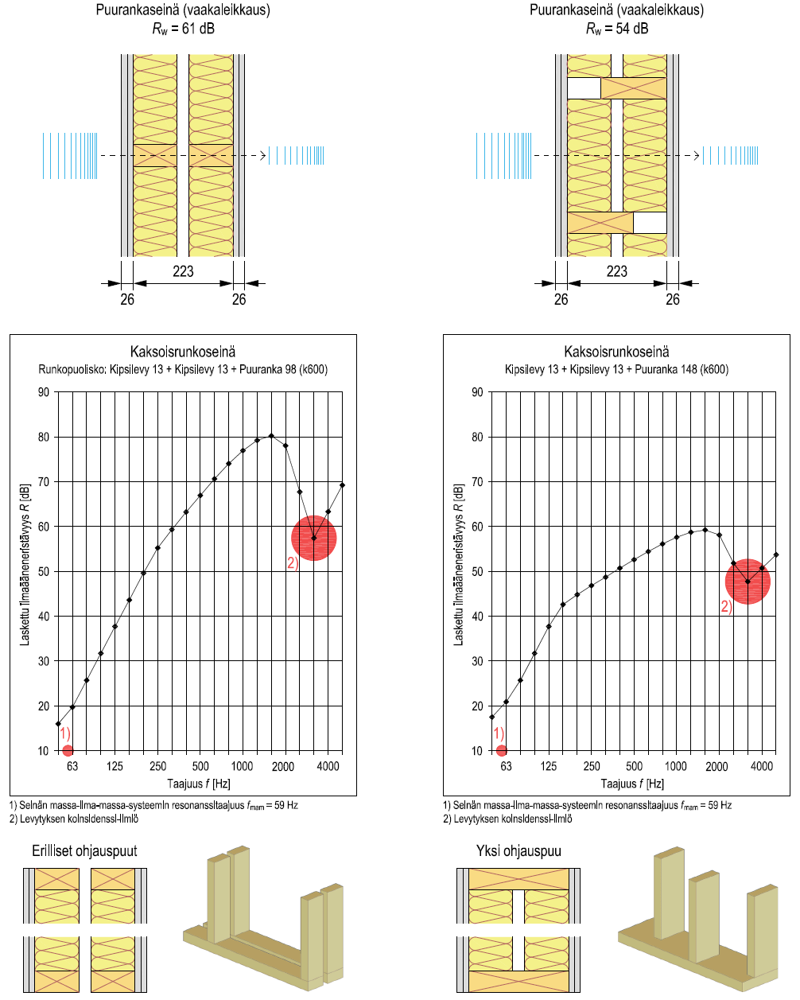 Puurankaseinä (vaakaleikkaus)
Rw = 61 dB
223
26
26
Kaksoisrunkoseinä
Runkopuolisko: Kipsilevy 13 + Kipsilevy 13 + Puuranka 98 (k600)
Laskettu ilmaääneneristävyys R [dB]
90
80
70
60
50
40
30
20
10
2)
1)
63
125
250
500
1000
2000
4000
Taajuus f [Hz]
1) Seinän massa-ilma-massa-systeemin resonanssitaajuus fmam = 59 Hz
2) Levytyksen koinsidenssi-ilmiö
Erilliset ohjauspuut
Puurankaseinä (vaakaleikkaus)
Rw = 54 dB
223
26
26
Kaksoisrunkoseinä
Kipsilevy 13 + Kipsilevy 13 + Puuranka 148 (k600)
Laskettu ilmaääneneristävyys R [dB]
90
80
70
60
50
40
30
20
10
2)
1)
63
125
250
500
1000
2000
4000
Taajuus f [Hz]
1) Seinän massa-ilma-massa-systeemin resonanssitaajuus fmam = 59 Hz
2) Levytyksen koinsidenssi-ilmiö
Yksi ohjauspuu